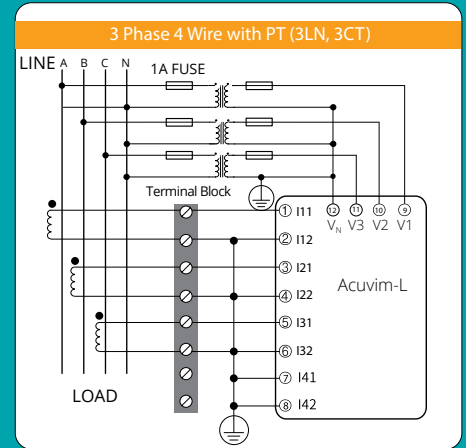 3 Phase 4 Wire with PT (3LN, 3CT)
LINE A B C N
1A FUSE
Terminal Block
12 11 10 9
VN V3 V2 V1
1 I11
2 I12
3 I21
4 I22
5 I31
6 I32
7 I41
8 I42
Acuvim-L
LOAD